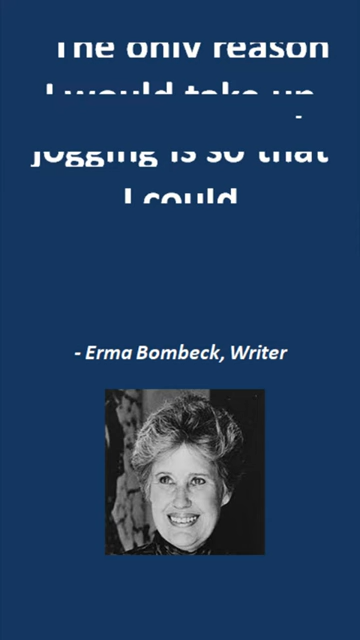 The only reason
I would take up
-
jogging is so that
I could
- Erma Bombeck, Writer